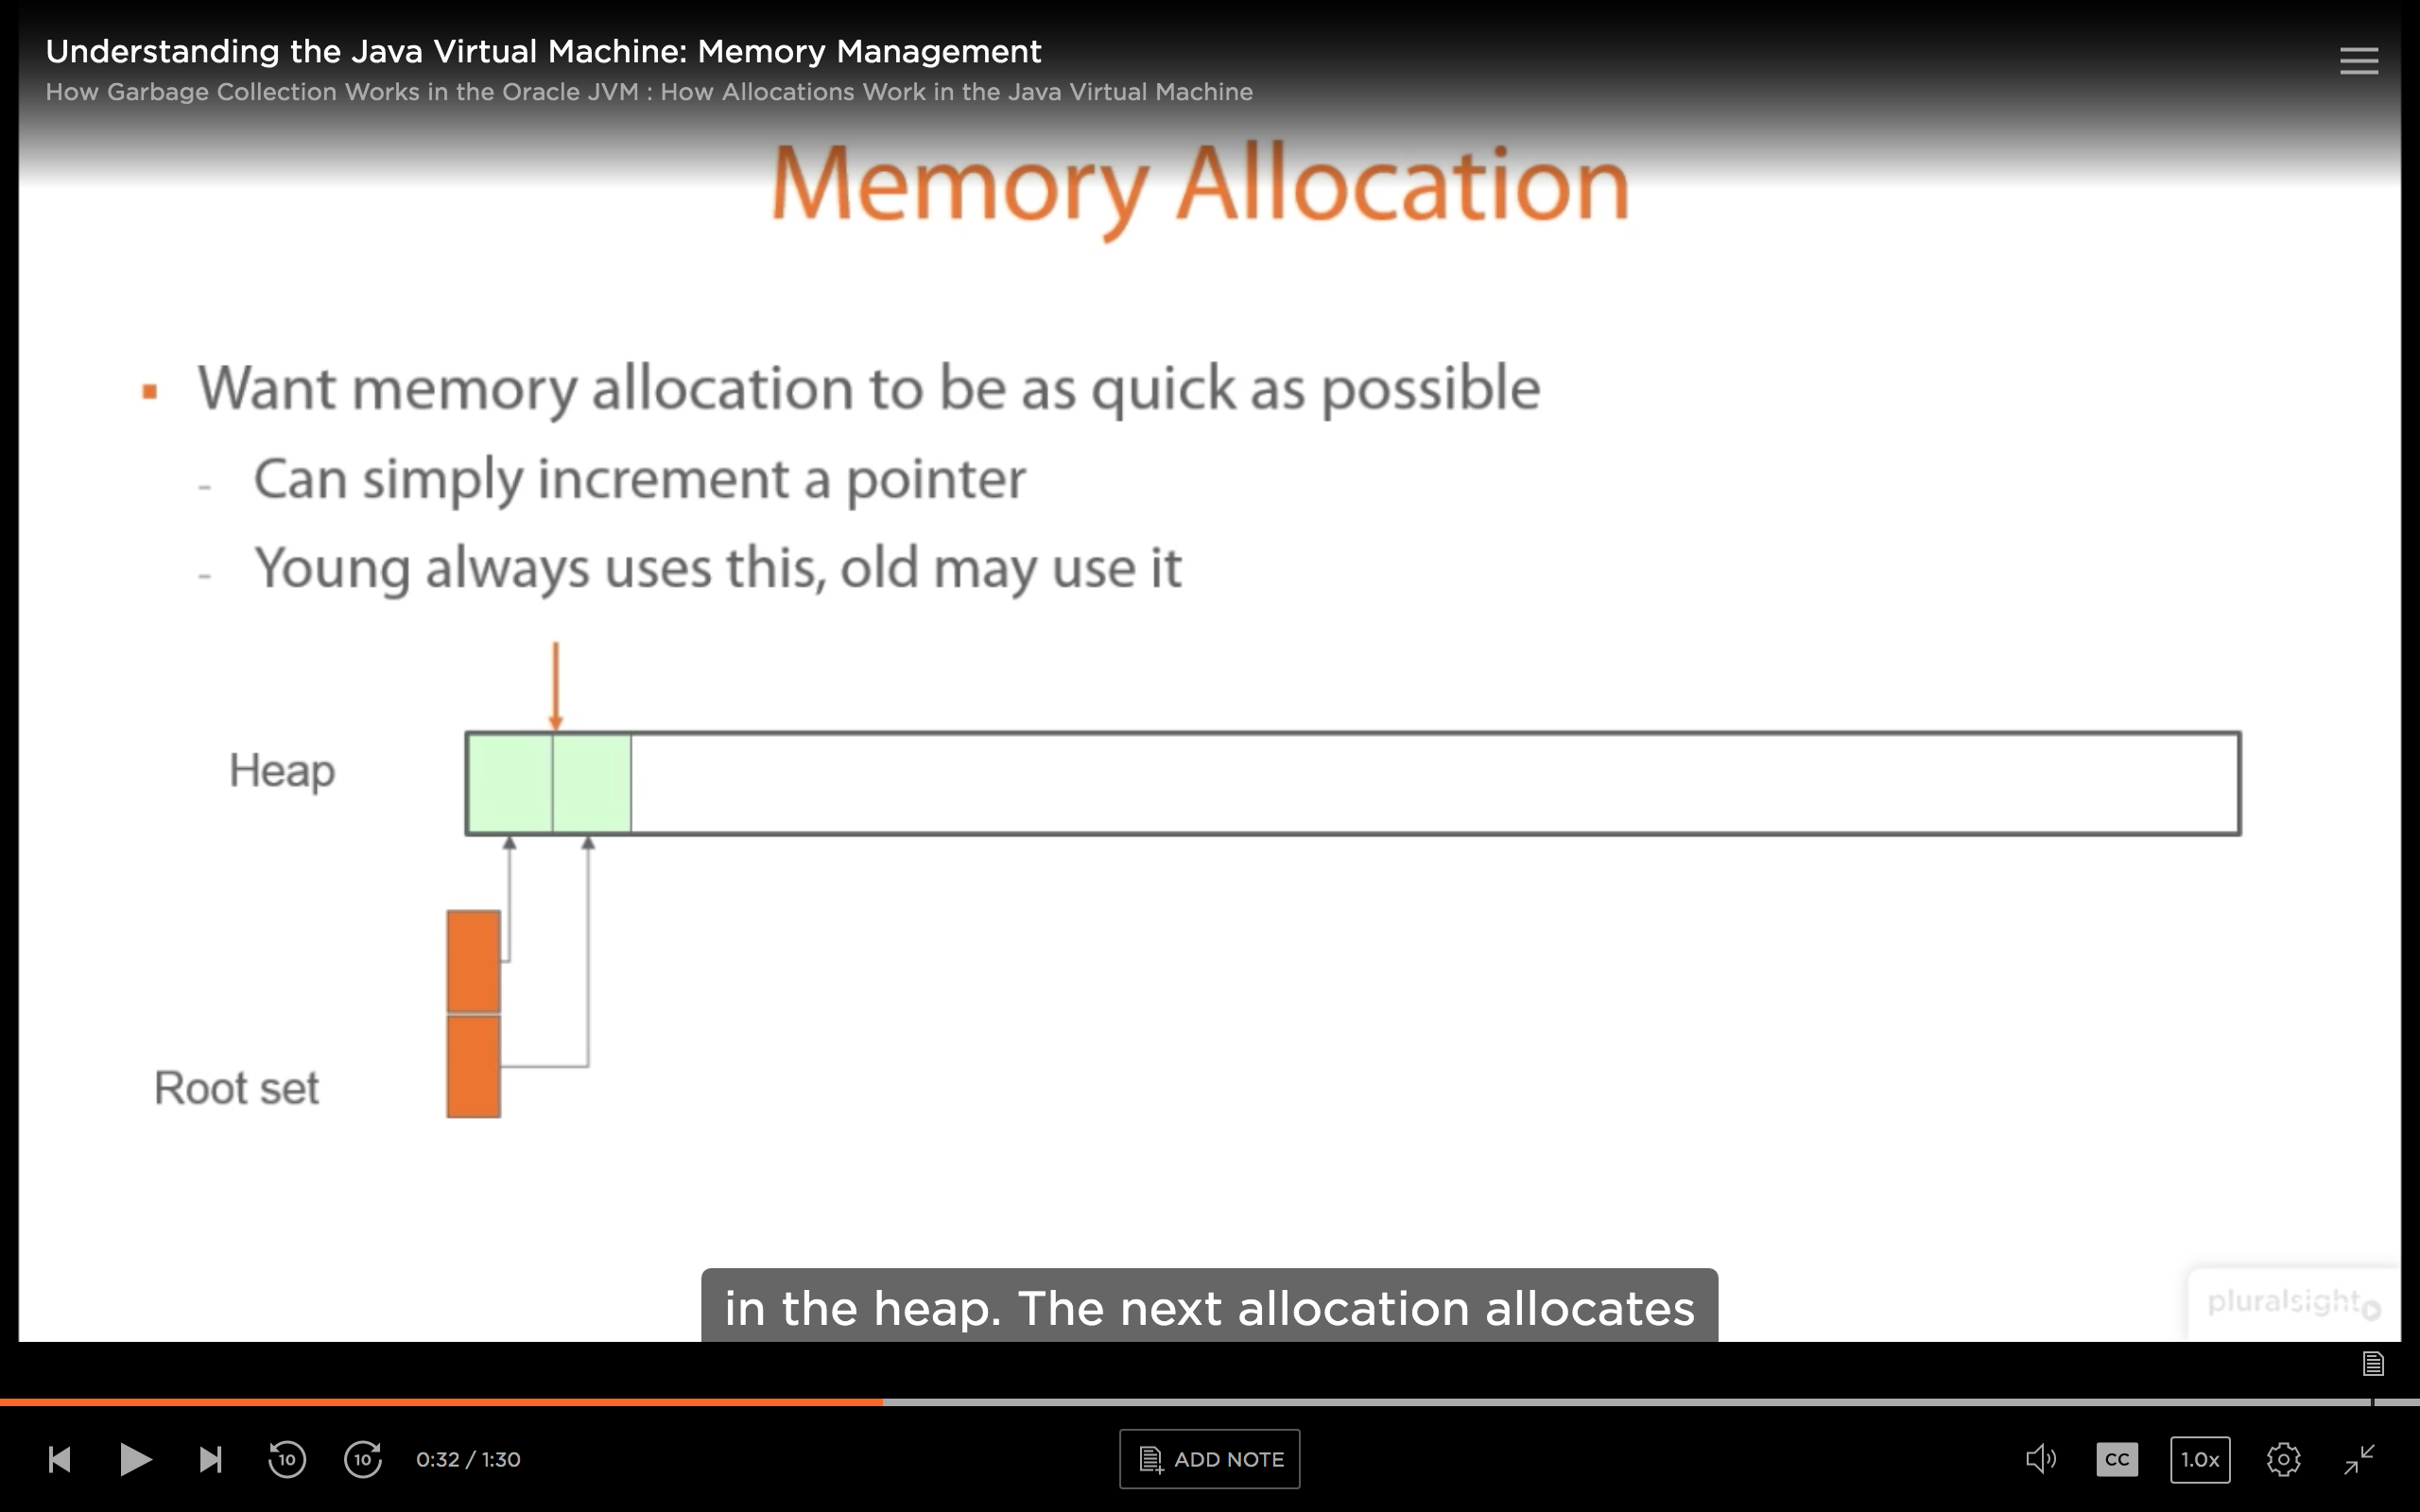 Understanding the Java Virtual Machine: Memory Management
How Garbage Collection Works in the Oracle JVM : How Allocations Work in the Java Virtual Machine
Memory Allocation
▪ Want memory allocation to be as quick as possible
- Can simply increment a pointer
- Young always uses this, old may use it
Heap
Root set
in the heap. The next allocation allocates
pluralsight
10 10 0:32 / 1:30 ADD NOTE CC 1.0x